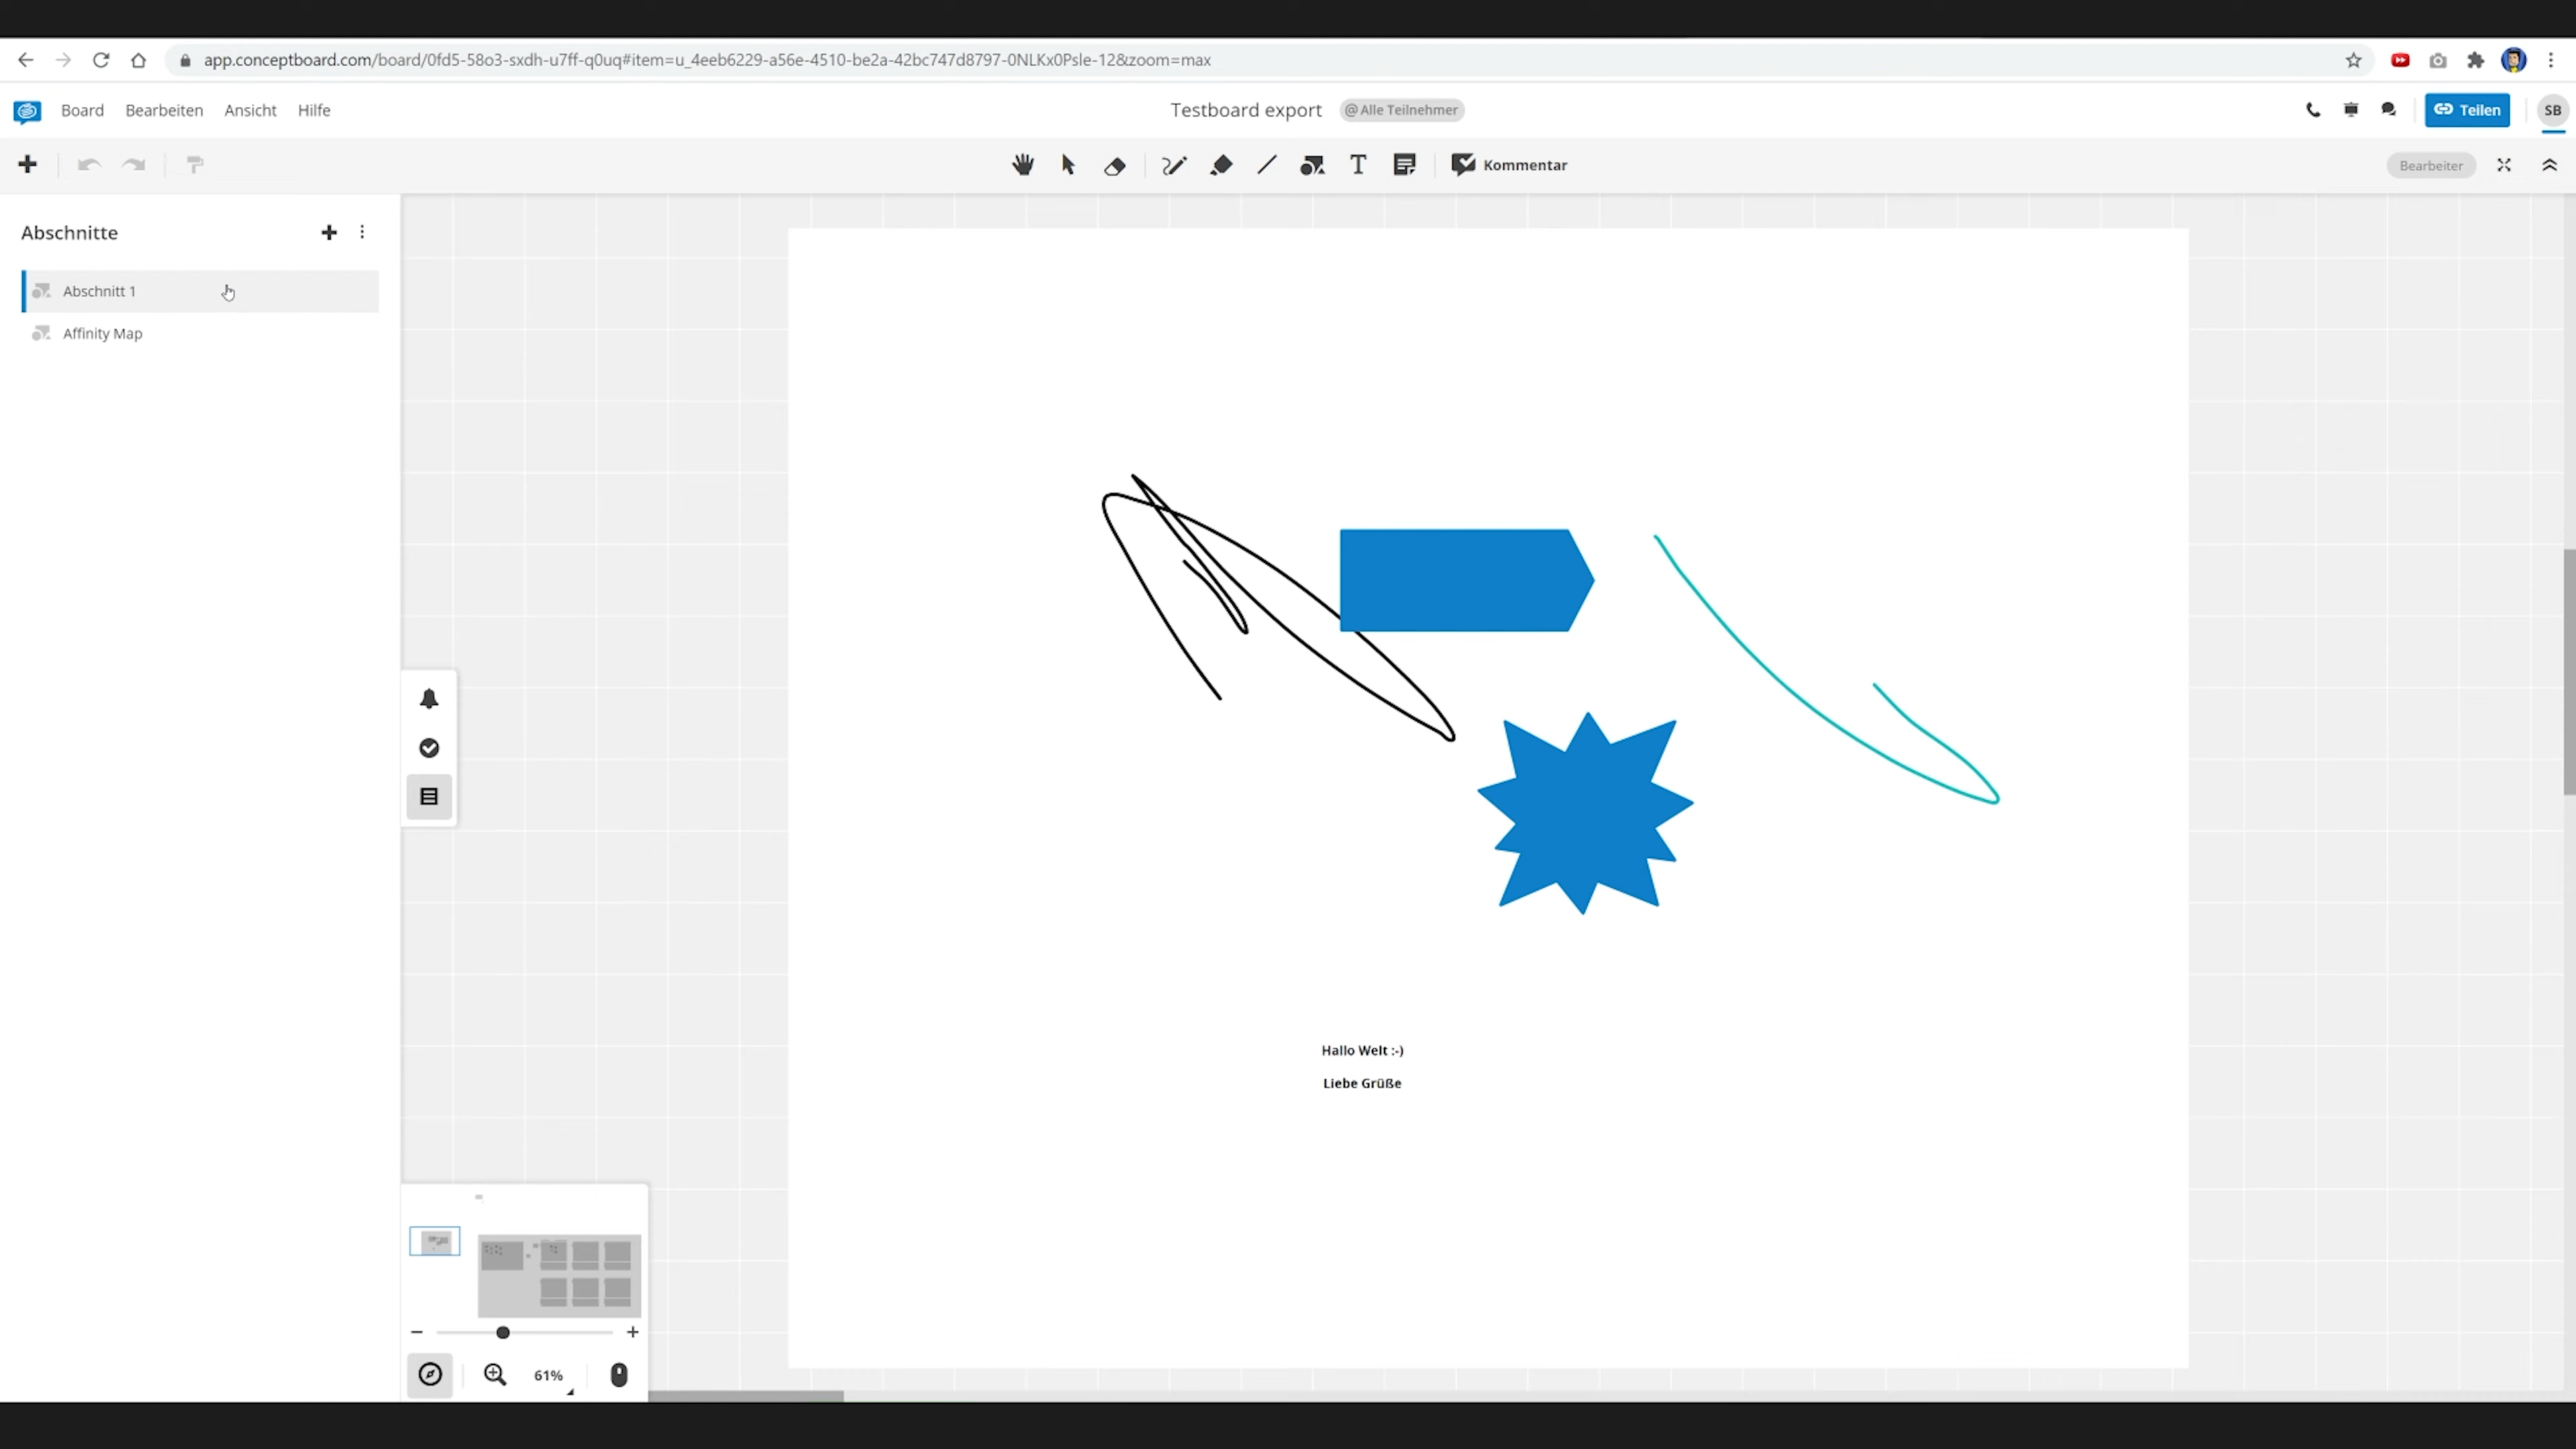 app.conceptboard.com/board/0fd5-58o3-sxdh-u7ff-q0uq#item=u_4eeb6229-a56e-4510-be2a-42bc747d8797-0NLKx0Psle-12&zoom=max
Board Bearbeiten Ansicht Hilfe
Testboard export @ Alle Teilnehmer
Teilen
SB
Kommentar
Bearbeiter
Abschnitte
Abschnitt 1
Affinity Map
Hallo Welt :-)
Liebe Grüße
61%